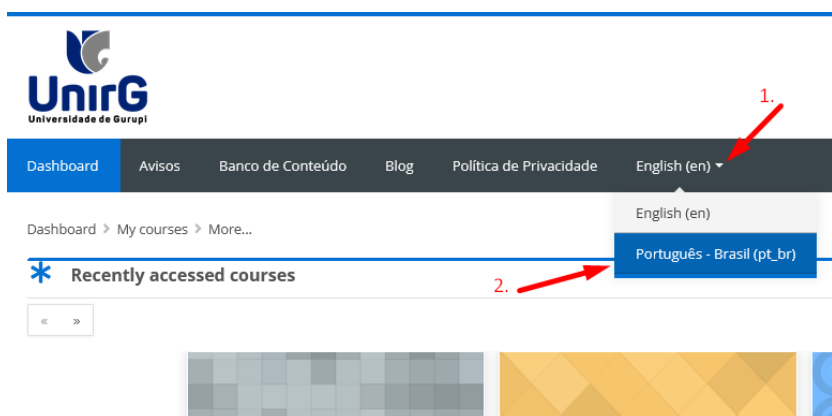 UnirG
Universidade de Gurupi
1.
Dashboard Avisos Banco de Conteúdo Blog Política de Privacidade English (en)
English (en)
Dashboard > My courses > More...
Português - Brasil (pt_br)
Recently accessed courses
2.
« »